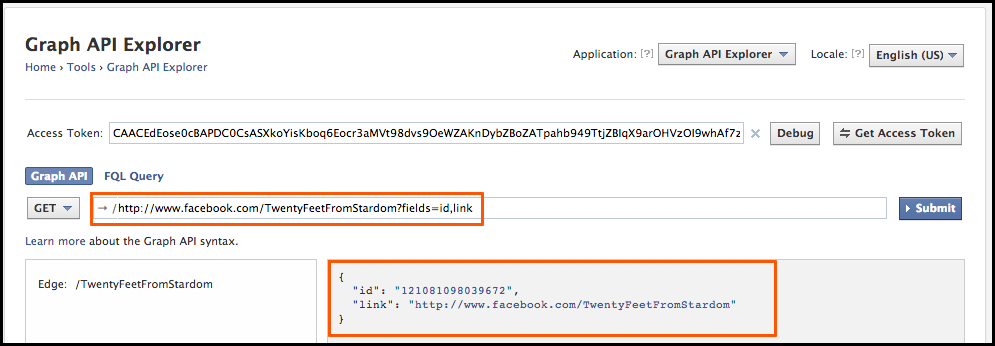 Graph API Explorer
Home › Tools › Graph API Explorer
Application: [?] Graph API Explorer Locale: [?] English (US)
Access Token: CAACEdEose0cBAPDC0CsASXkoYisKboq6Eocr3aMVt98dvs9OeWZAKnDybZBoZATpahb949TtjZBIqX9arOHVzOI9whAf7z Debug Get Access Token
Graph API FQL Query
GET → /http://www.facebook.com/TwentyFeetFromStardom?fields=id,link Submit
Learn more about the Graph API syntax.
Edge: /TwentyFeetFromStardom
{
"id": "121081098039672",
"link": "http://www.facebook.com/TwentyFeetFromStardom"
}